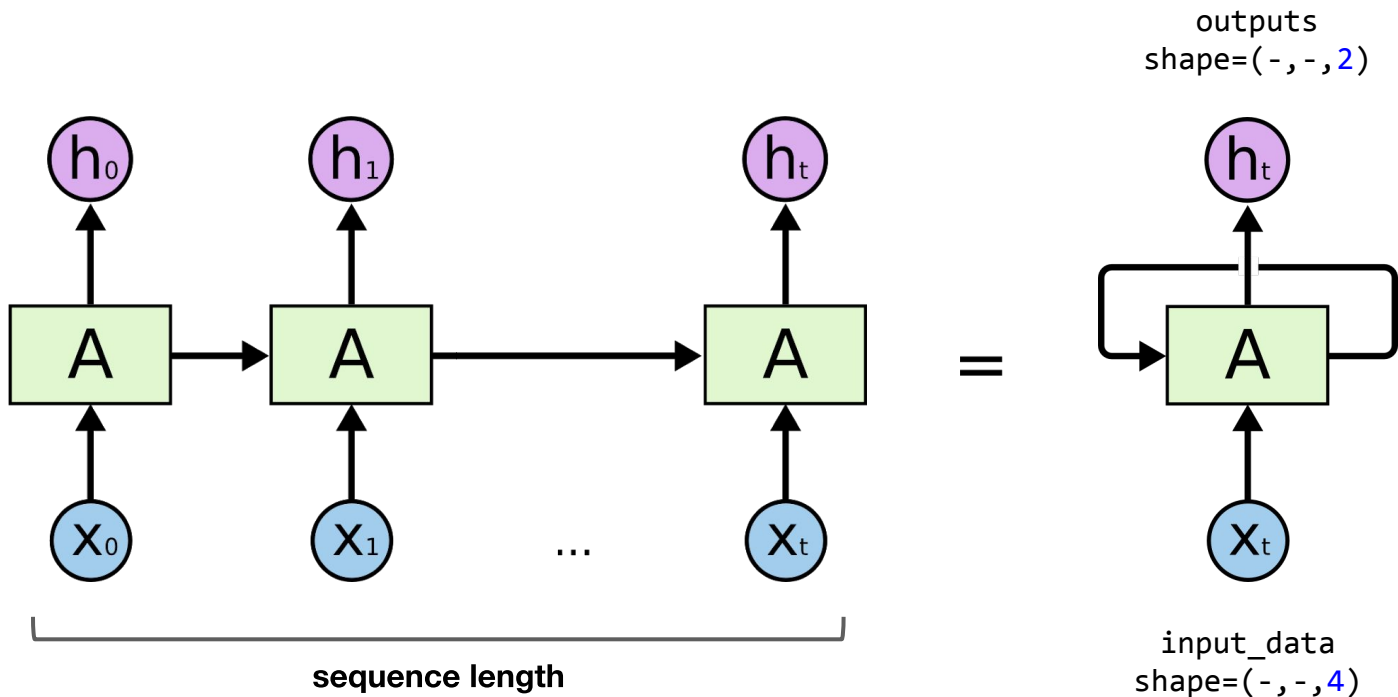 outputs
shape=(-,-,2)
h0 h1 ht ht
A A A = A
x0 x1 ... xt xt
sequence length
input_data
shape=(-,-,4)